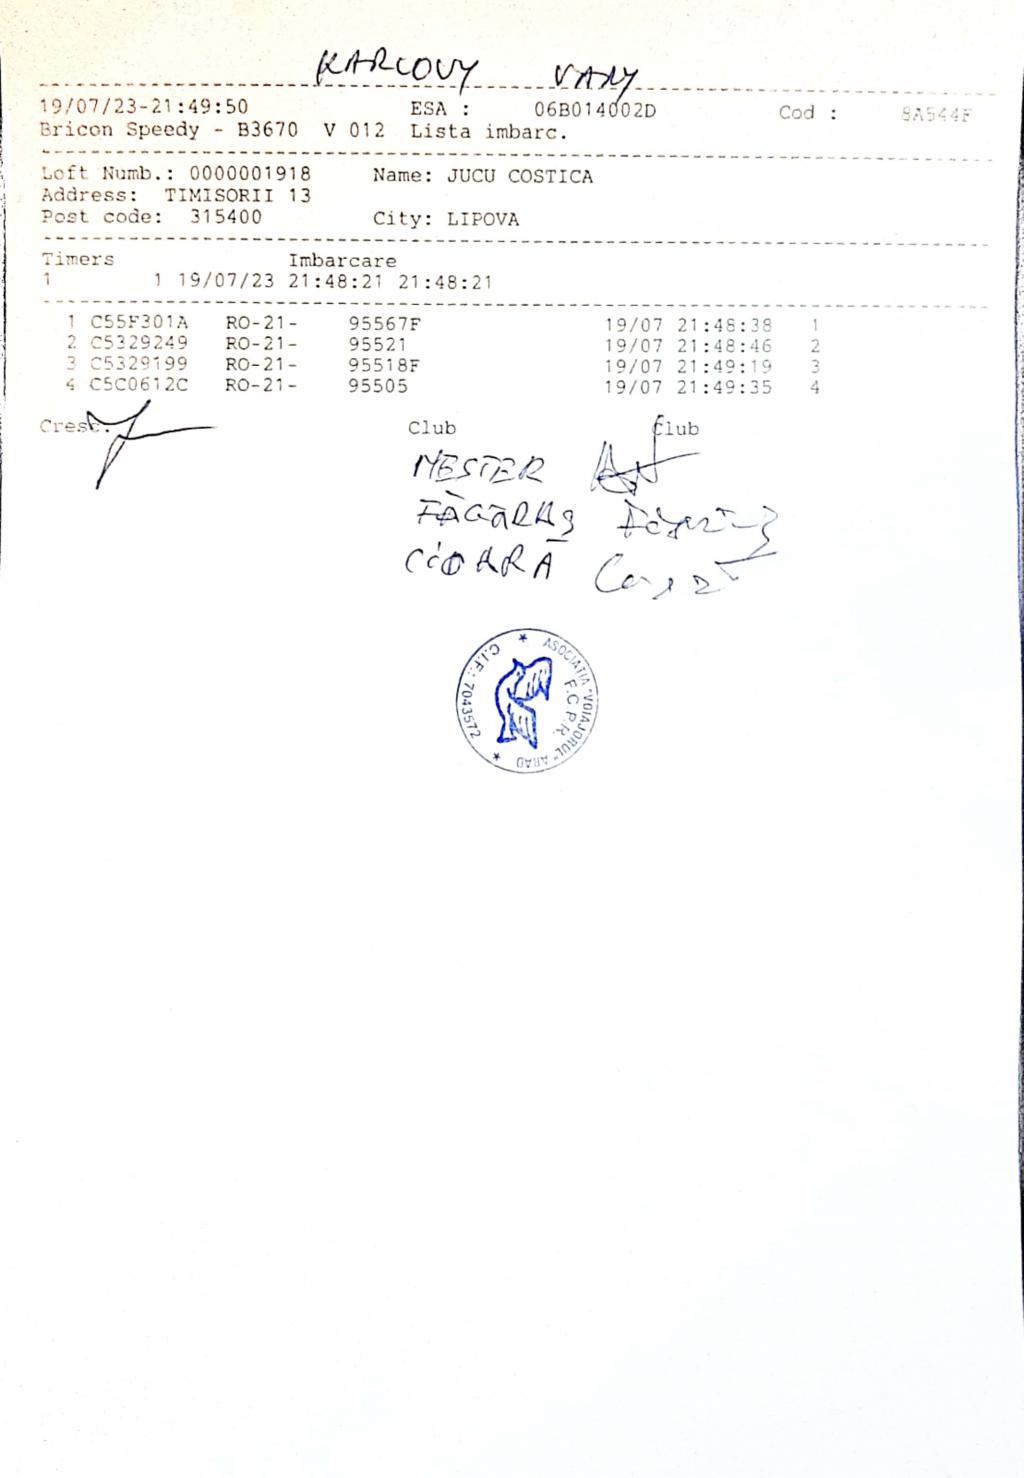 KARLOVY VARY
19/07/23-21:49:50 ESA : 06B014002D Cod : 8A544F
Bricon Speedy - B3670 V 012 Lista imbarc.
Loft Numb.: 0000001918 Name: JUCU COSTICA
Address: TIMISORII 13
Post code: 315400 City: LIPOVA
Timers Imbarcare
1 1 19/07/23 21:48:21 21:48:21
1 C55F301A RO-21- 95567F 19/07 21:48:38 1
2 C5329249 RO-21- 95521 19/07 21:48:46 2
3 C5329199 RO-21- 95518F 19/07 21:49:19 3
4 C5C0612C RO-21- 95505 19/07 21:49:35 4
Cresc. Club Club
MESTER
FĂGĂRAȘ
CIOARĂ
ASOCIATIA "VOIAJORUL" ARAD
F.C.P.R.
C.I.F.: 7043572